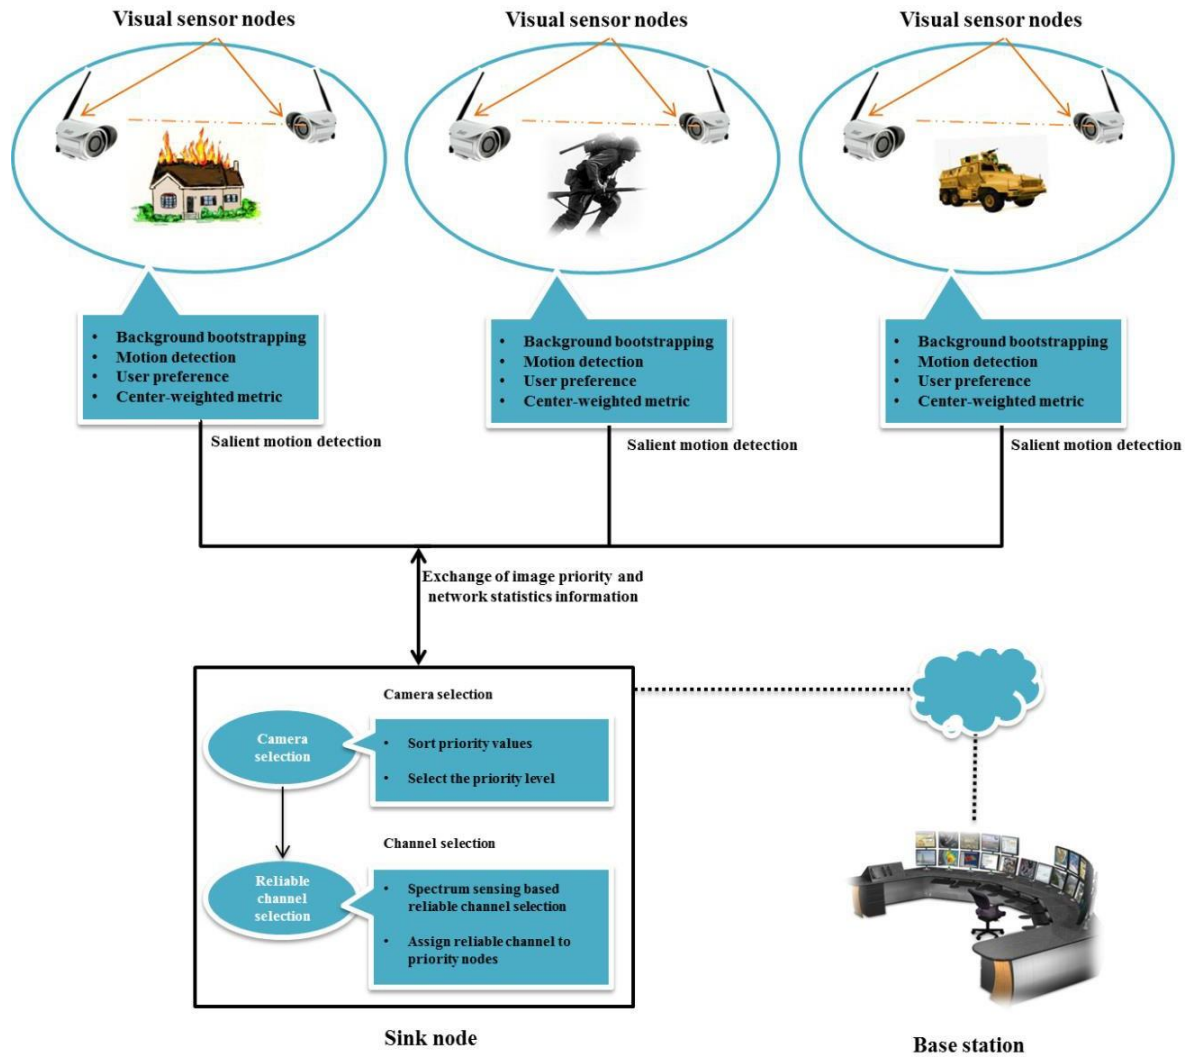 Visual sensor nodes
Visual sensor nodes
Visual sensor nodes
• Background bootstrapping
• Motion detection
• User preference
• Center-weighted metric
• Background bootstrapping
• Motion detection
• User preference
• Center-weighted metric
• Background bootstrapping
• Motion detection
• User preference
• Center-weighted metric
Salient motion detection
Salient motion detection
Salient motion detection
Exchange of image priority and
network statistics information
Camera selection
Camera
selection
• Sort priority values
• Select the priority level
Channel selection
Reliable
channel
selection
• Spectrum sensing based
reliable channel selection
• Assign reliable channel to
priority nodes
Sink node
Base station